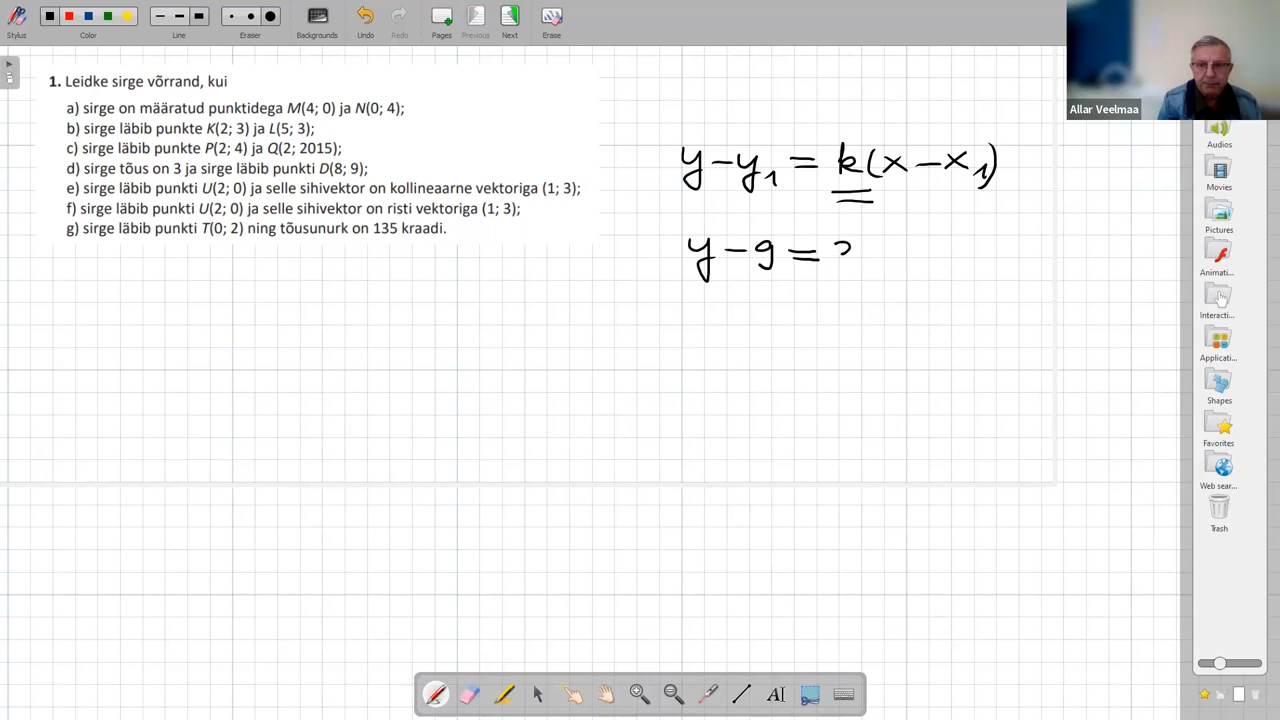 Stylus
Color
Line
Eraser
Backgrounds
Undo
Redo
Pages
Previous
Next
Erase
Allar Veelmaa
1. Leidke sirge võrrand, kui
a) sirge on määratud punktidega M(4; 0) ja N(0; 4);
b) sirge läbib punkte K(2; 3) ja L(5; 3);
c) sirge läbib punkte P(2; 4) ja Q(2; 2015);
d) sirge tõus on 3 ja sirge läbib punkti D(8; 9);
e) sirge läbib punkti U(2; 0) ja selle sihivektor on kollineaarne vektoriga (1; 3);
f) sirge läbib punkti U(2; 0) ja selle sihivektor on risti vektoriga (1; 3);
g) sirge läbib punkti T(0; 2) ning tõusunurk on 135 kraadi.
y − y₁ = k(x − x₁)
y − 9 =
Audios
Movies
Pictures
Animati...
Interacti...
Applicati...
Shapes
Favorites
Web sear...
Trash
AI